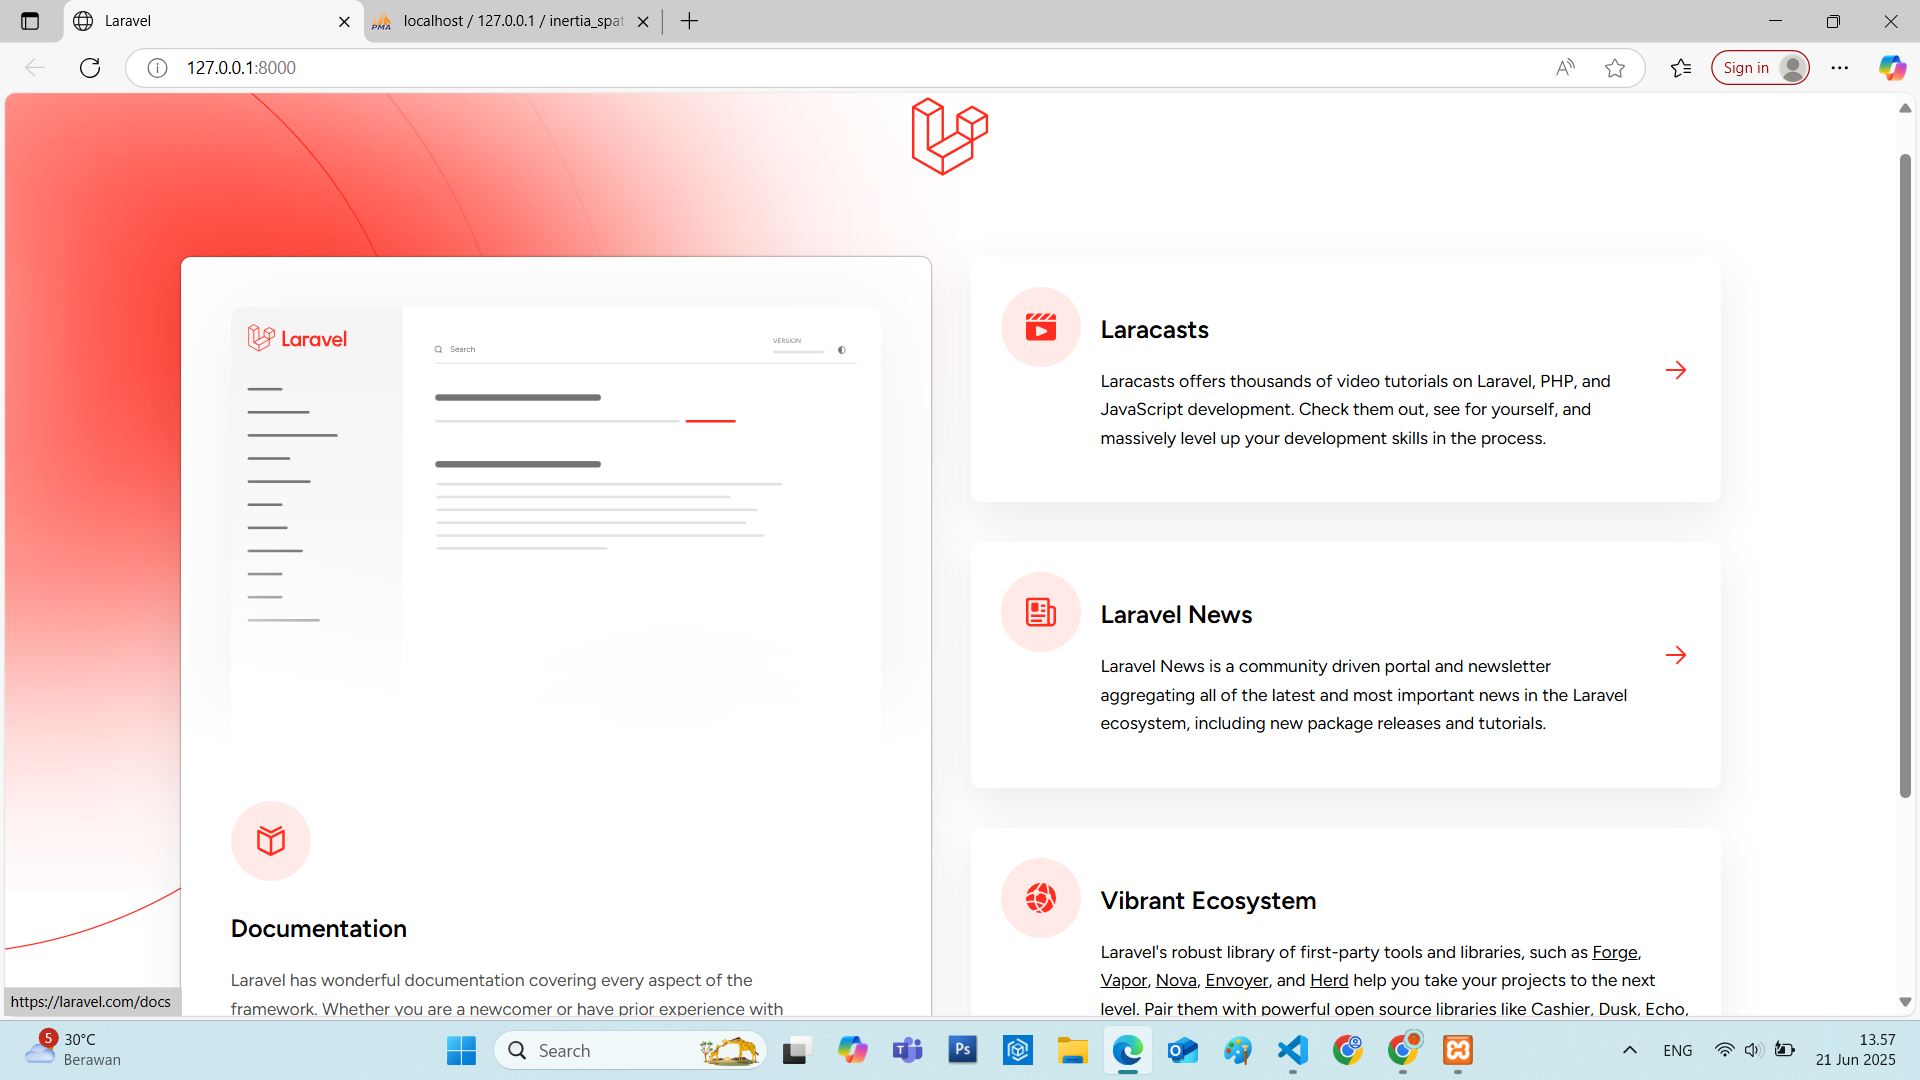 Laravel
localhost / 127.0.0.1 / inertia_spat
127.0.0.1:8000
Sign in
Laravel
Search
VERSION
Documentation
Laravel has wonderful documentation covering every aspect of the
framework. Whether you are a newcomer or have prior experience with
Laracasts
Laracasts offers thousands of video tutorials on Laravel, PHP, and
JavaScript development. Check them out, see for yourself, and
massively level up your development skills in the process.
Laravel News
Laravel News is a community driven portal and newsletter
aggregating all of the latest and most important news in the Laravel
ecosystem, including new package releases and tutorials.
Vibrant Ecosystem
Laravel's robust library of first-party tools and libraries, such as Forge,
Vapor, Nova, Envoyer, and Herd help you take your projects to the next
level. Pair them with powerful open source libraries like Cashier, Dusk, Echo,
https://laravel.com/docs
5
30°C
Berawan
Search
Ps
ENG
13.57
21 Jun 2025